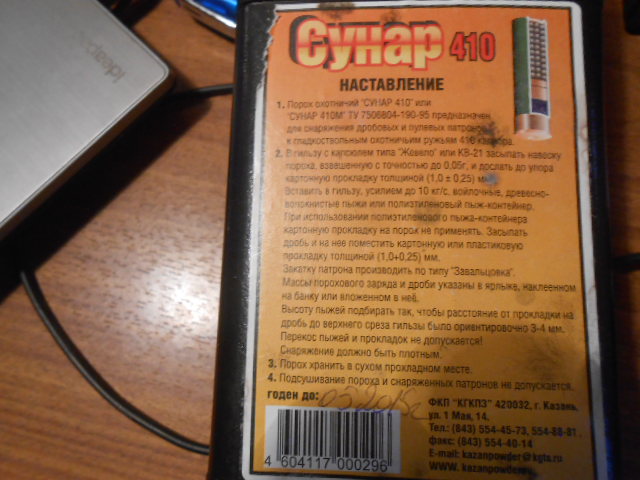 ideapad
Сунар 410
НАСТАВЛЕНИЕ
1. Порох охотничий "СУНАР 410" или
"СУНАР 410М" ТУ 7506804-190-95 предназначен
для снаряжения дробовых и пулевых патронов
к гладкоствольным охотничьим ружьям 410 калибра.
2. В гильзу с капсюлем типа "Жевело" или КВ-21 засыпать навеску
пороха, взвешенную с точностью до 0,05г, и дослать до упора
картонную прокладку толщиной (1,0 ± 0,25) мм.
Вставить в гильзу, усилием до 10 кг/с, войлочные, древесно-
волокнистые пыжи или полиэтиленовый пыж-контейнер.
При использовании полиэтиленового пыжа-контейнера
картонную прокладку на порох не применять. Засыпать
дробь и на нее поместить картонную или пластиковую
прокладку толщиной (1,0+0,25) мм.
Закатку патрона производить по типу "Завальцовка".
Массы порохового заряда и дроби указаны в ярлыке, наклеенном
на банку или вложенном в неё.
Высоту пыжей подбирать так, чтобы расстояние от прокладки на
дробь до верхнего среза гильзы было ориентировочно 3-4 мм.
Перекос пыжей и прокладок не допускается!
Снаряжение должно быть плотным.
3. Порох хранить в сухом прохладном месте.
4. Подсушивание пороха и снаряженных патронов не допускается.
годен до:
ФКП "КГКПЗ" 420032, г. Казань,
ул. 1 Мая, 14.
Тел.: (843) 554-45-73, 554-88-81
факс: (843) 554-40-14
E-mail: kazanpowder@kgts.ru
WWW. kazanpowder.ru
4 604117 000296